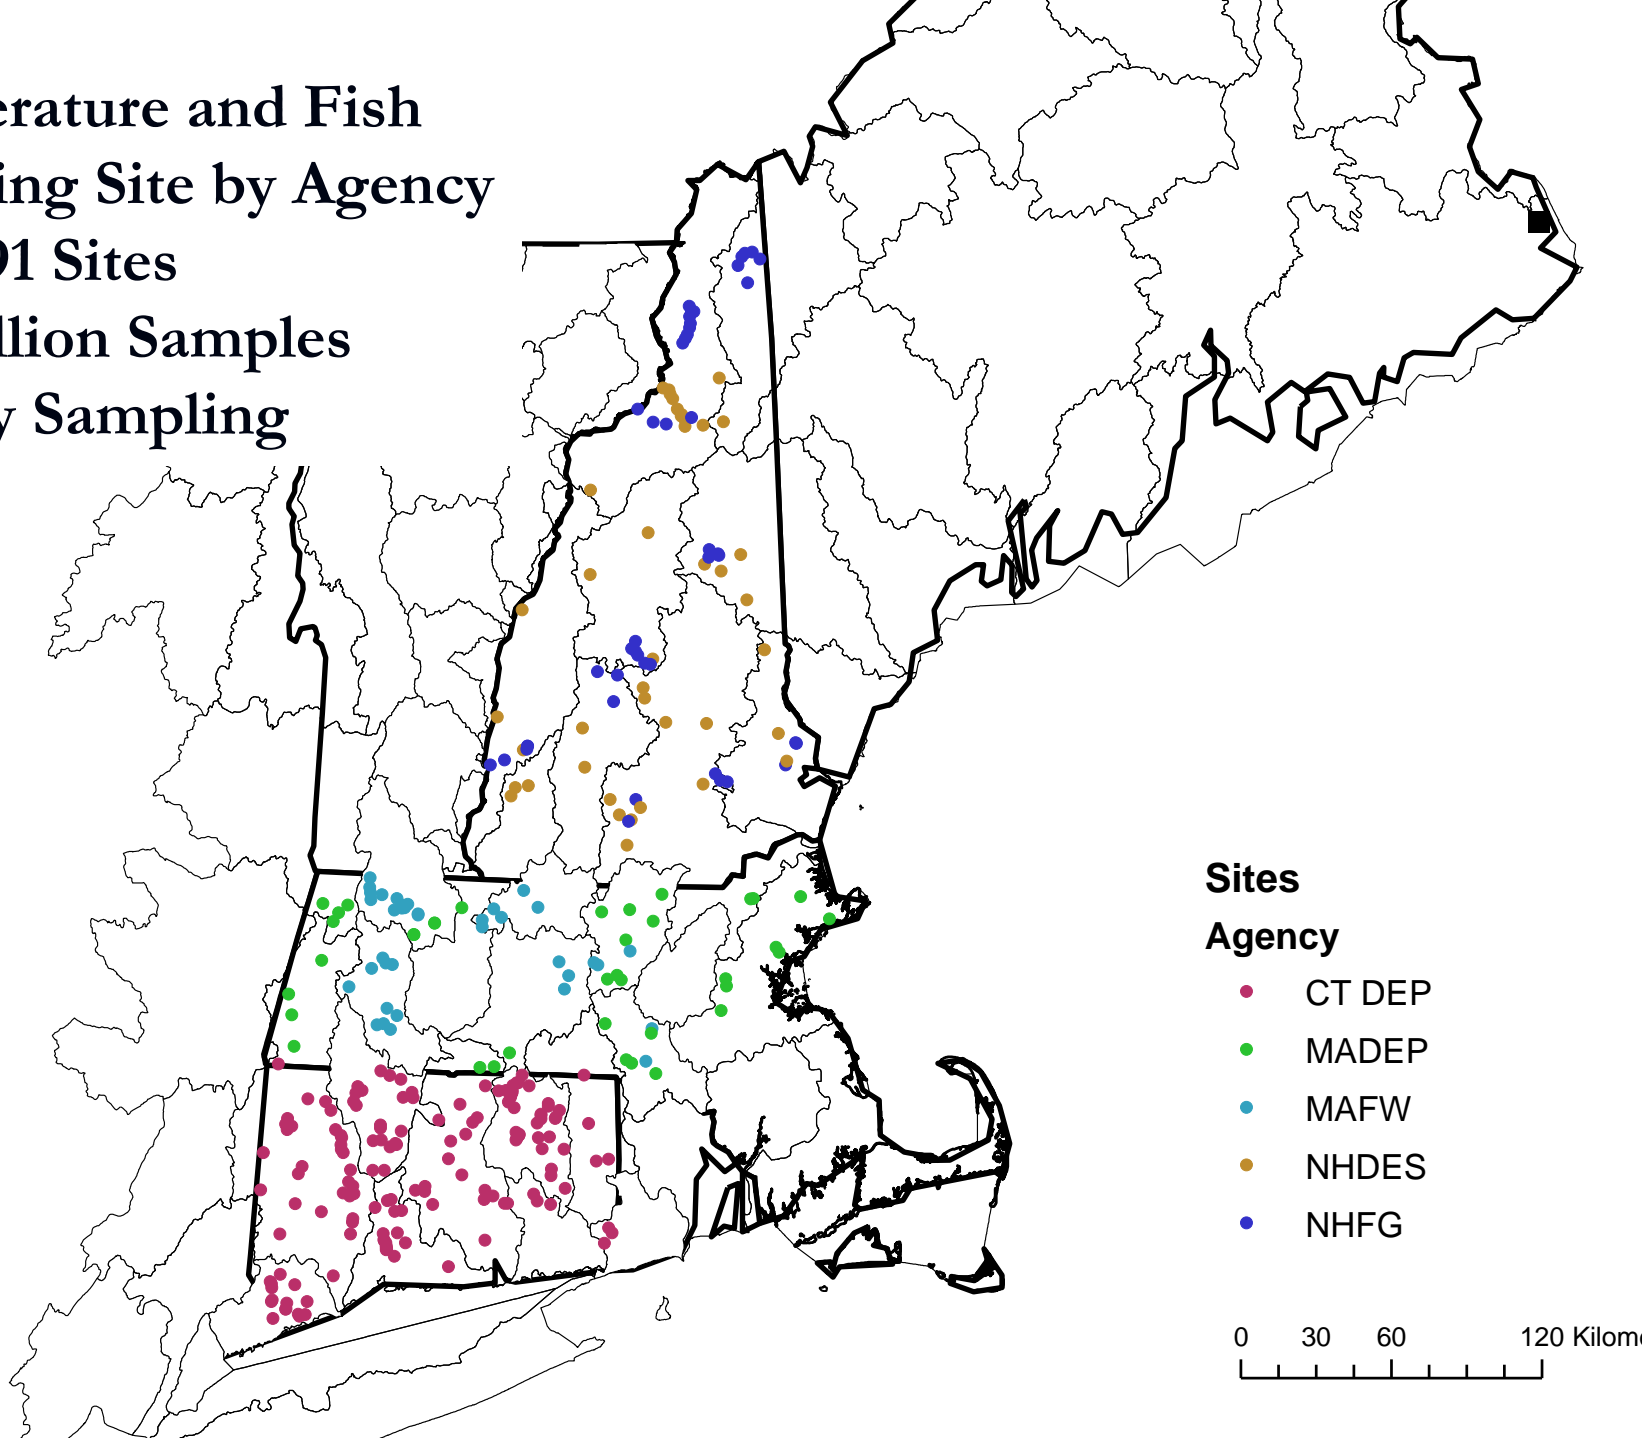 erature and Fish
ing Site by Agency
91 Sites
llion Samples
y Sampling
Sites
Agency
CT DEP
MADEP
MAFW
NHDES
NHFG
0 30 60 120 Kilom